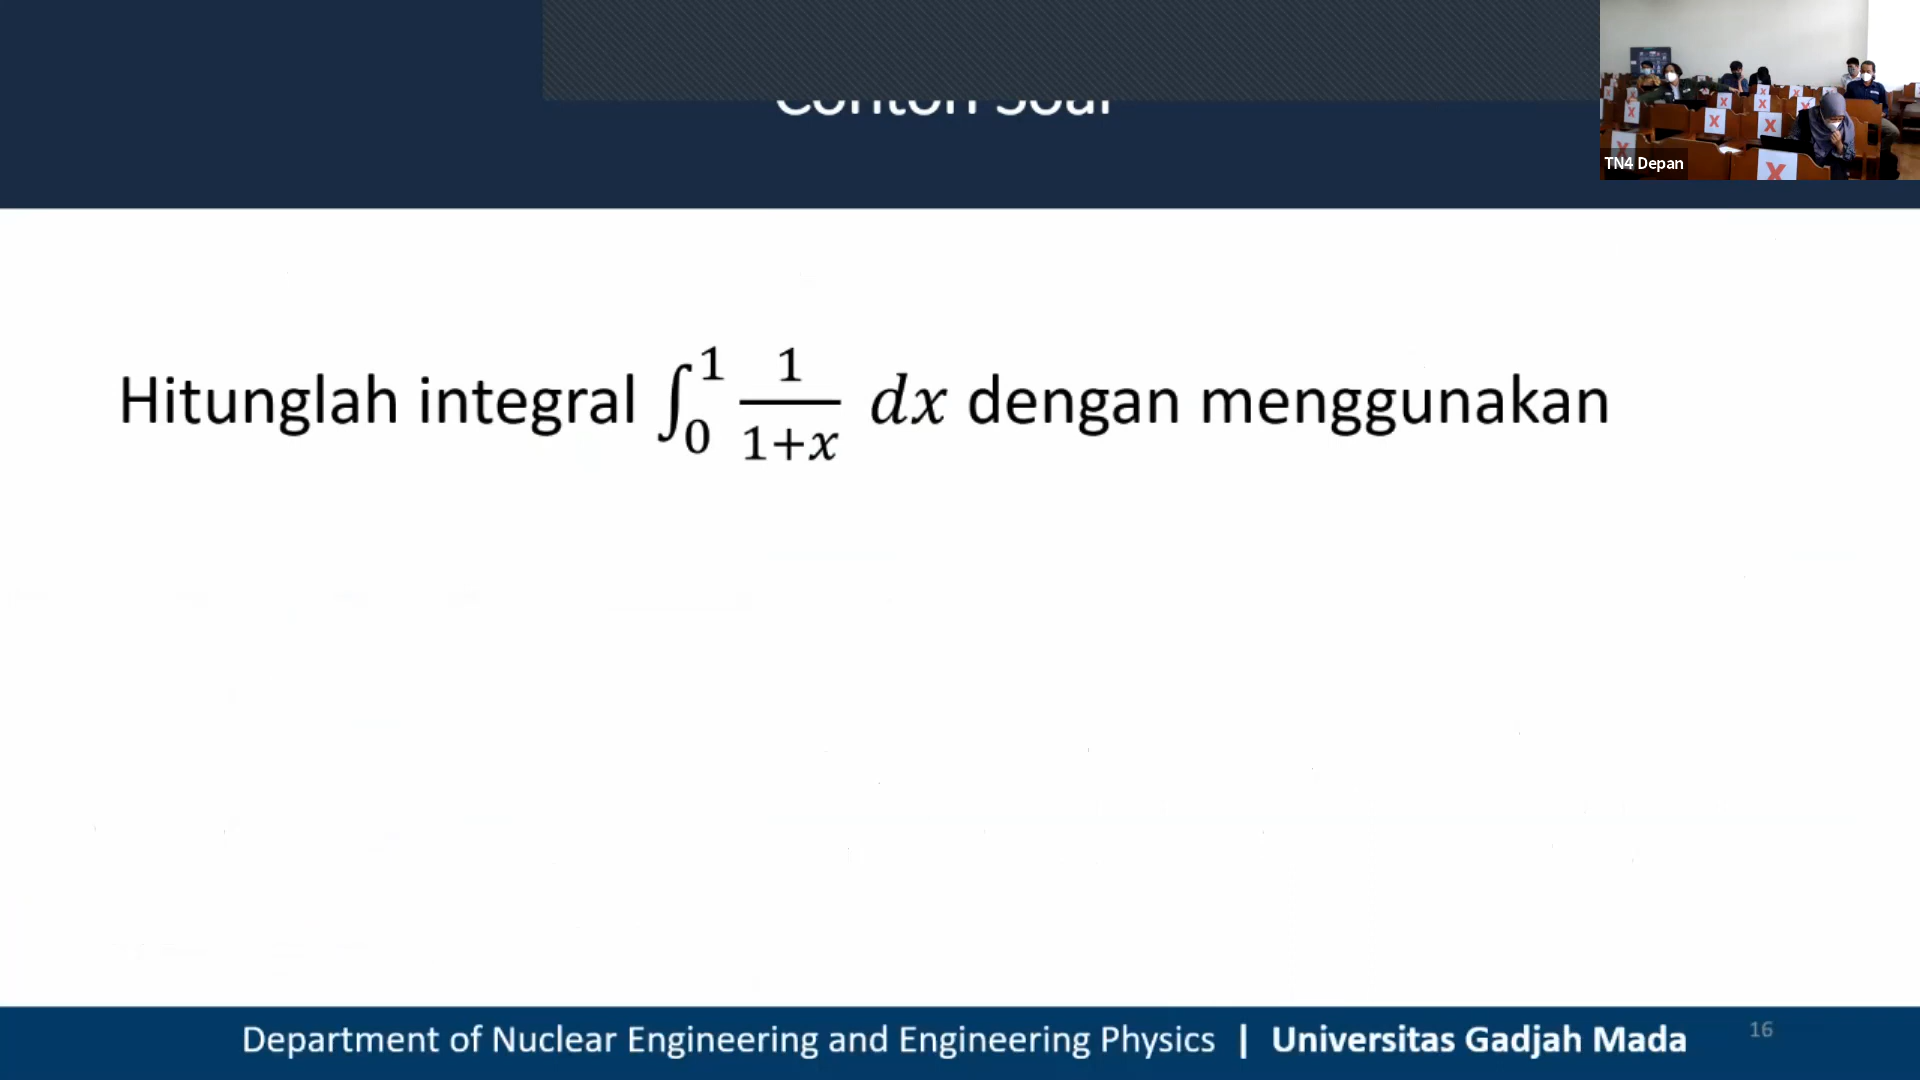 TN4 Depan
Hitunglah integral ∫₀¹ 1/(1+x) dx dengan menggunakan
Department of Nuclear Engineering and Engineering Physics | Universitas Gadjah Mada 16